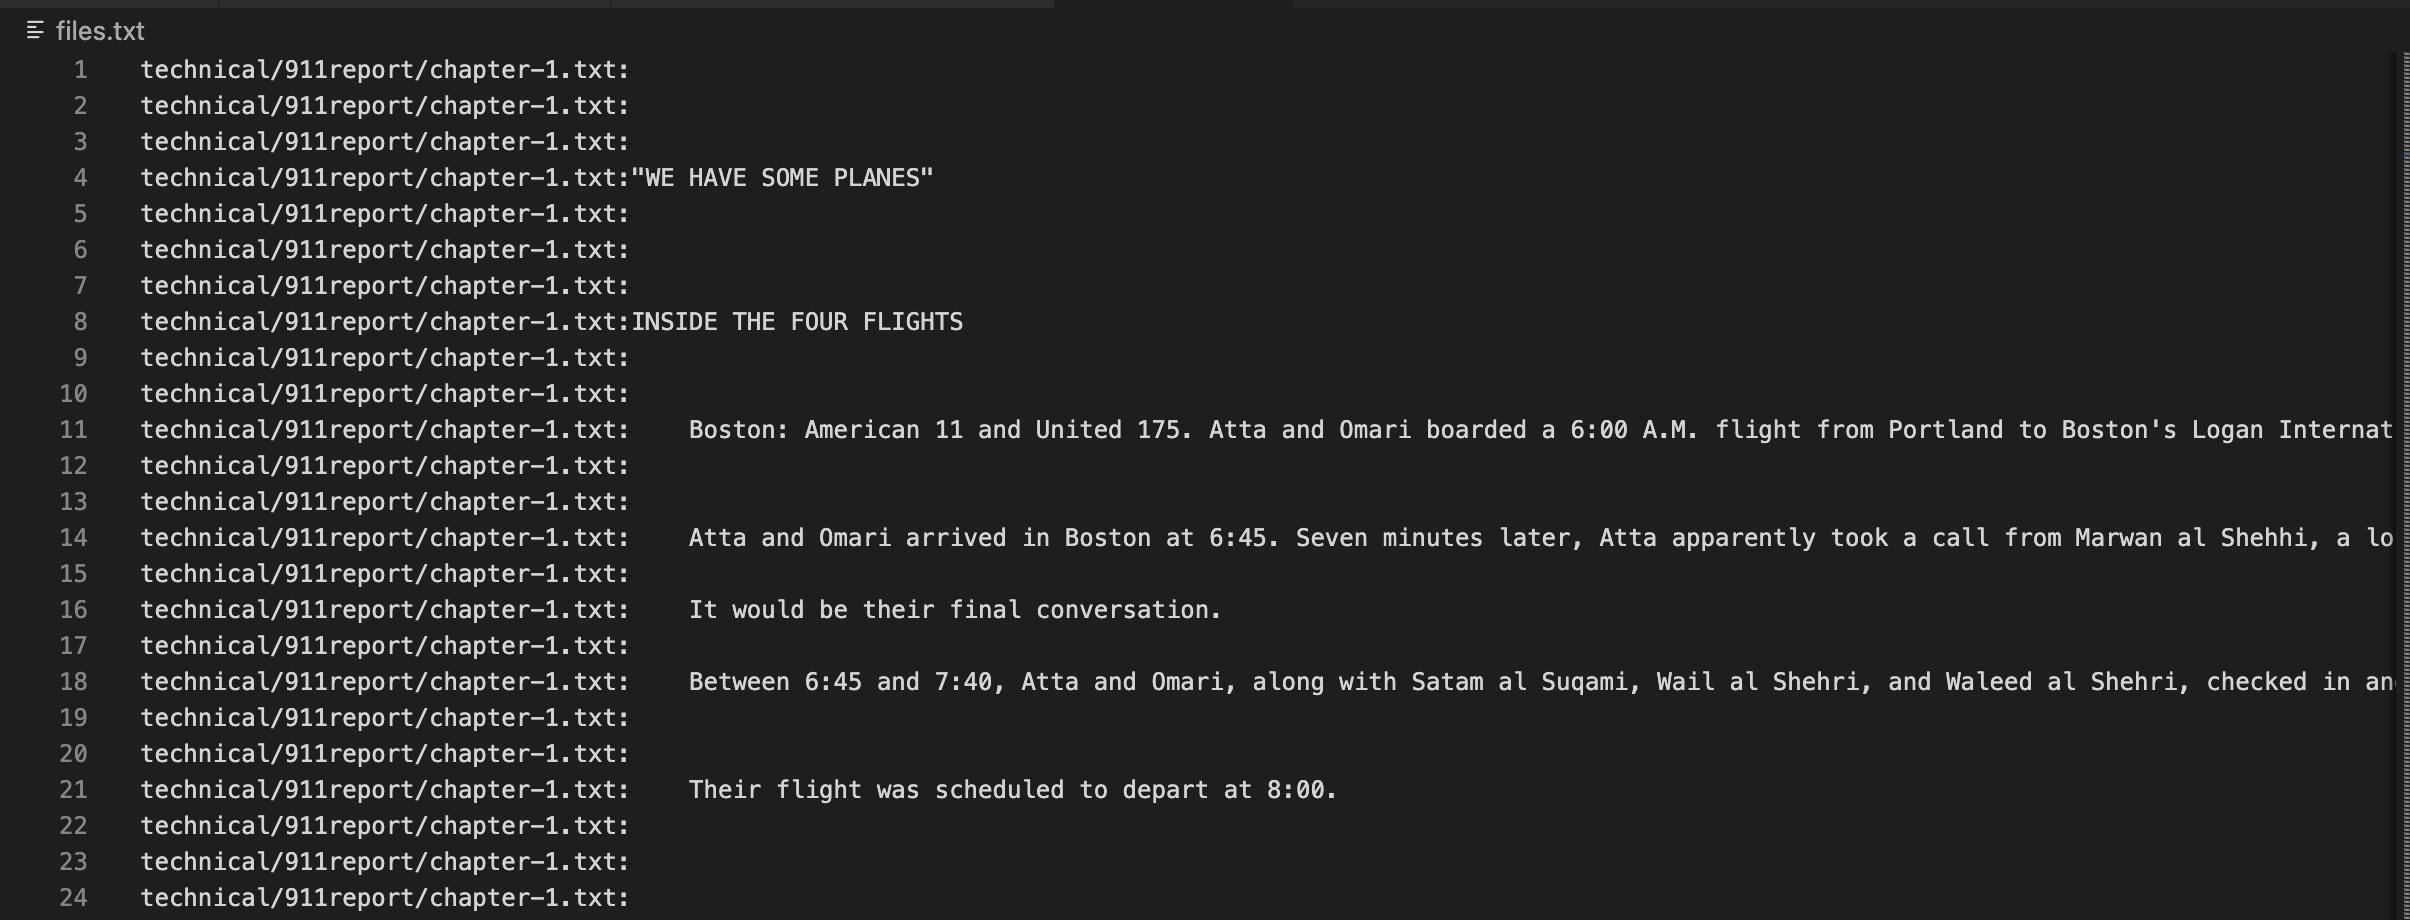 files.txt
1 technical/911report/chapter-1.txt:
2 technical/911report/chapter-1.txt:
3 technical/911report/chapter-1.txt:
4 technical/911report/chapter-1.txt:"WE HAVE SOME PLANES"
5 technical/911report/chapter-1.txt:
6 technical/911report/chapter-1.txt:
7 technical/911report/chapter-1.txt:
8 technical/911report/chapter-1.txt:INSIDE THE FOUR FLIGHTS
9 technical/911report/chapter-1.txt:
10 technical/911report/chapter-1.txt:
11 technical/911report/chapter-1.txt:    Boston: American 11 and United 175. Atta and Omari boarded a 6:00 A.M. flight from Portland to Boston's Logan Internat
12 technical/911report/chapter-1.txt:
13 technical/911report/chapter-1.txt:
14 technical/911report/chapter-1.txt:    Atta and Omari arrived in Boston at 6:45. Seven minutes later, Atta apparently took a call from Marwan al Shehhi, a lo
15 technical/911report/chapter-1.txt:
16 technical/911report/chapter-1.txt:    It would be their final conversation.
17 technical/911report/chapter-1.txt:
18 technical/911report/chapter-1.txt:    Between 6:45 and 7:40, Atta and Omari, along with Satam al Suqami, Wail al Shehri, and Waleed al Shehri, checked in an
19 technical/911report/chapter-1.txt:
20 technical/911report/chapter-1.txt:
21 technical/911report/chapter-1.txt:    Their flight was scheduled to depart at 8:00.
22 technical/911report/chapter-1.txt:
23 technical/911report/chapter-1.txt:
24 technical/911report/chapter-1.txt: